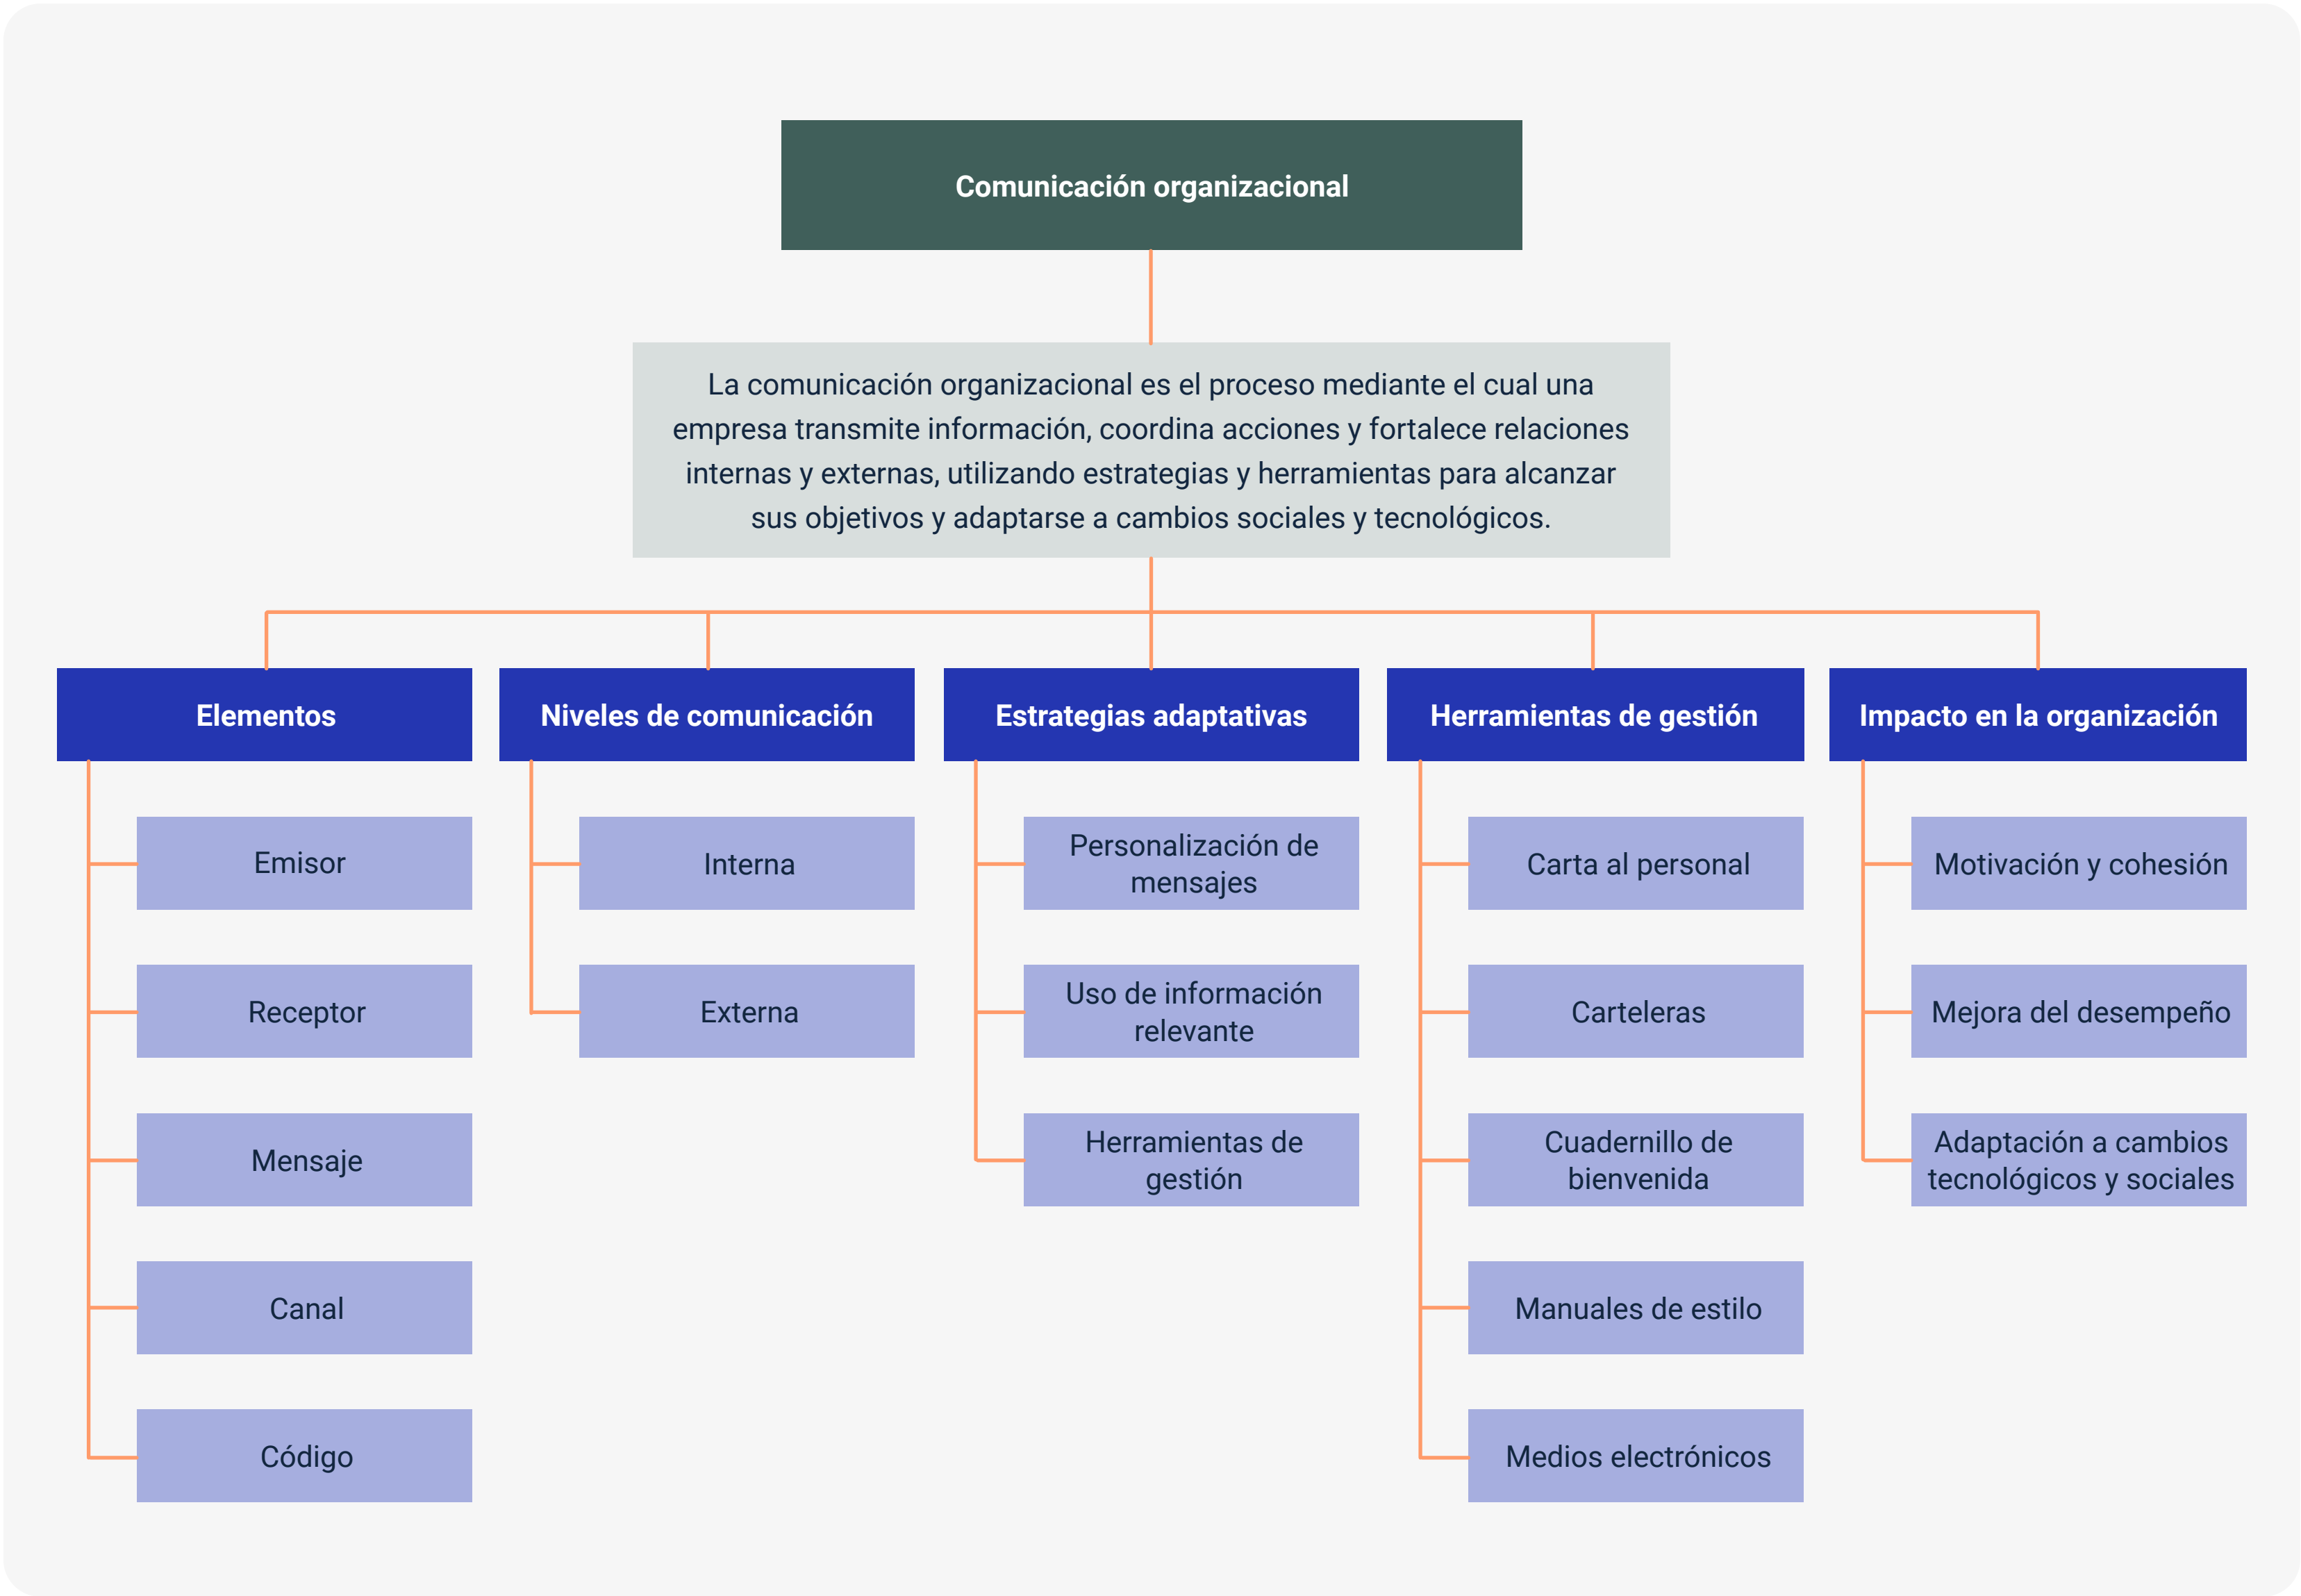 Comunicación organizacional
La comunicación organizacional es el proceso mediante el cual una
empresa transmite información, coordina acciones y fortalece relaciones
internas y externas, utilizando estrategias y herramientas para alcanzar
sus objetivos y adaptarse a cambios sociales y tecnológicos.
Elementos
Emisor
Receptor
Mensaje
Canal
Código
Niveles de comunicación
Interna
Externa
Estrategias adaptativas
Personalización de
mensajes
Uso de información
relevante
Herramientas de
gestión
Herramientas de gestión
Carta al personal
Carteleras
Cuadernillo de
bienvenida
Manuales de estilo
Medios electrónicos
Impacto en la organización
Motivación y cohesión
Mejora del desempeño
Adaptación a cambios
tecnológicos y sociales